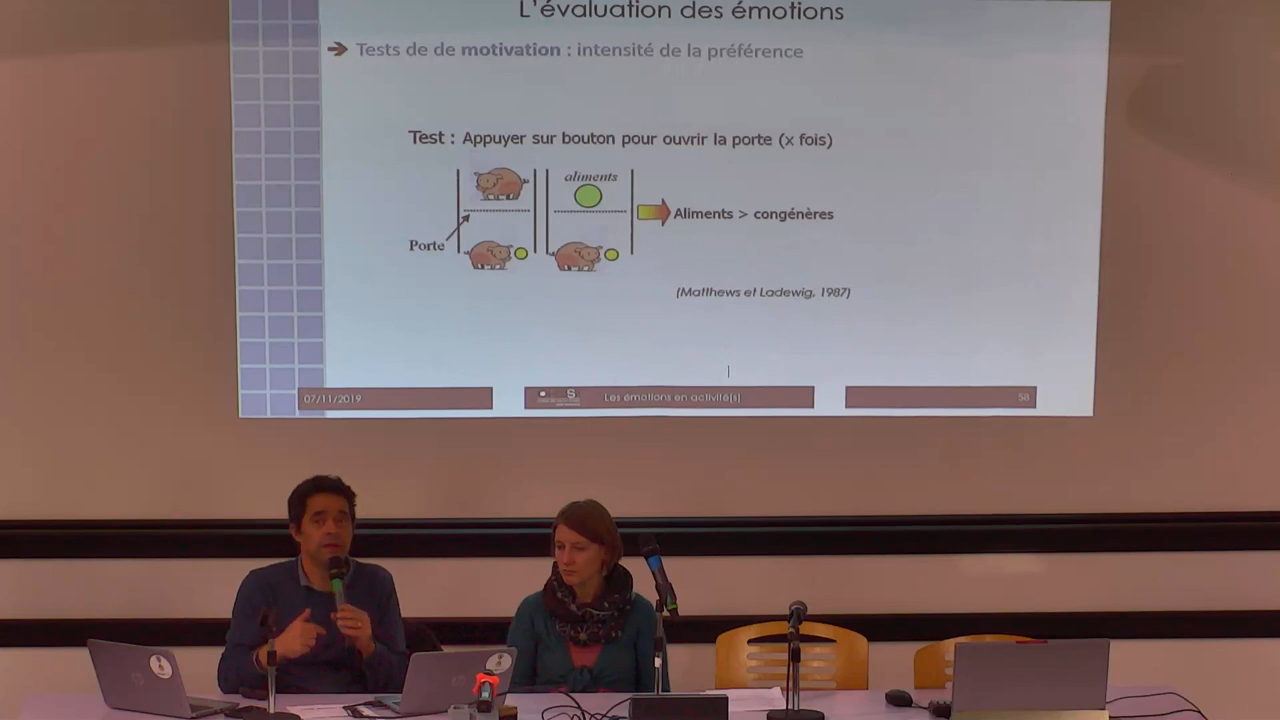 L'évaluation des émotions
➔ Tests de de motivation : intensité de la préférence
Test : Appuyer sur bouton pour ouvrir la porte (x fois)
aliments
Aliments > congénères
Porte
(Matthews et Ladewig, 1987)
07/11/2019
Les émotions en activité(s)
58